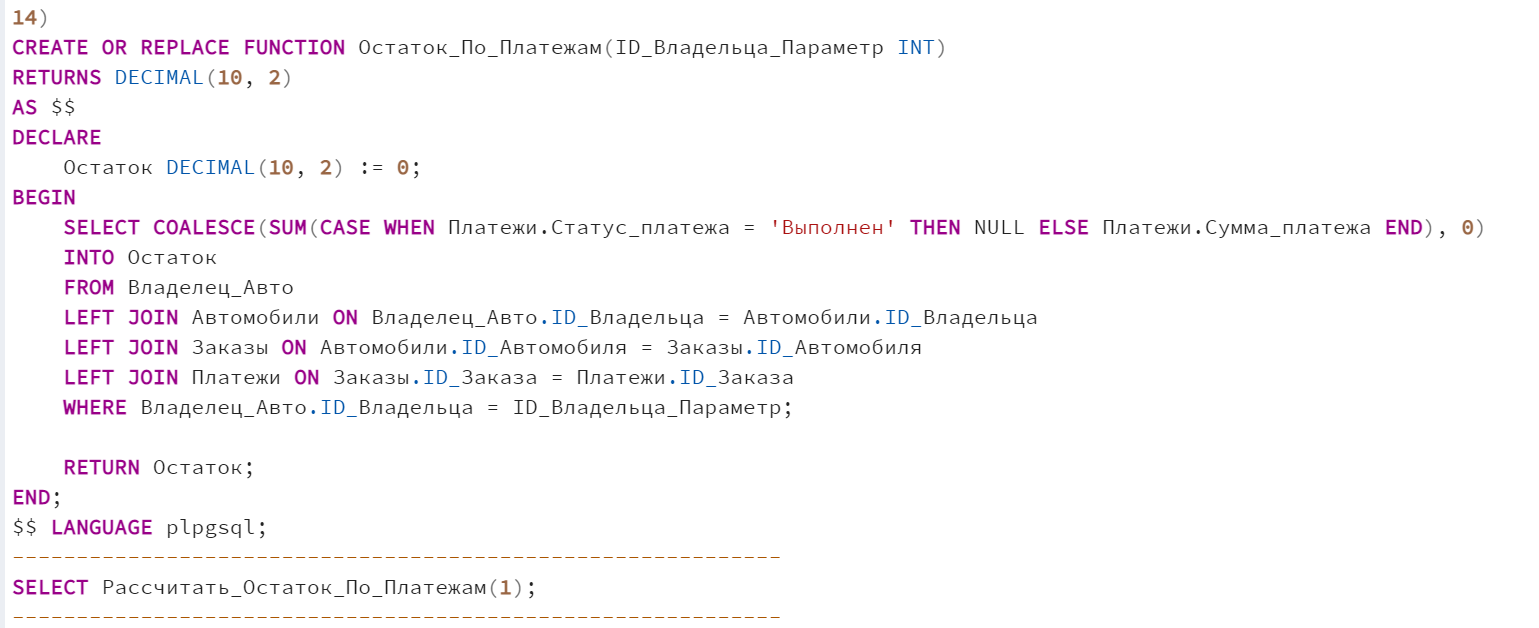 14)
CREATE OR REPLACE FUNCTION Остаток_По_Платежам(ID_Владельца_Параметр INT)
RETURNS DECIMAL(10, 2)
AS $$
DECLARE
    Остаток DECIMAL(10, 2) := 0;
BEGIN
    SELECT COALESCE(SUM(CASE WHEN Платежи.Статус_платежа = 'Выполнен' THEN NULL ELSE Платежи.Сумма_платежа END), 0)
    INTO Остаток
    FROM Владелец_Авто
    LEFT JOIN Автомобили ON Владелец_Авто.ID_Владельца = Автомобили.ID_Владельца
    LEFT JOIN Заказы ON Автомобили.ID_Автомобиля = Заказы.ID_Автомобиля
    LEFT JOIN Платежи ON Заказы.ID_Заказа = Платежи.ID_Заказа
    WHERE Владелец_Авто.ID_Владельца = ID_Владельца_Параметр;
    RETURN Остаток;
END;
$$ LANGUAGE plpgsql;
------------------------------------------------------------
SELECT Рассчитать_Остаток_По_Платежам(1);
------------------------------------------------------------